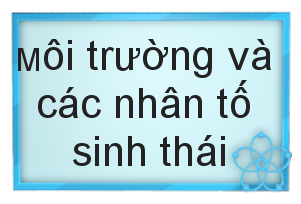 Môi trường và
các nhân tố
sinh thái